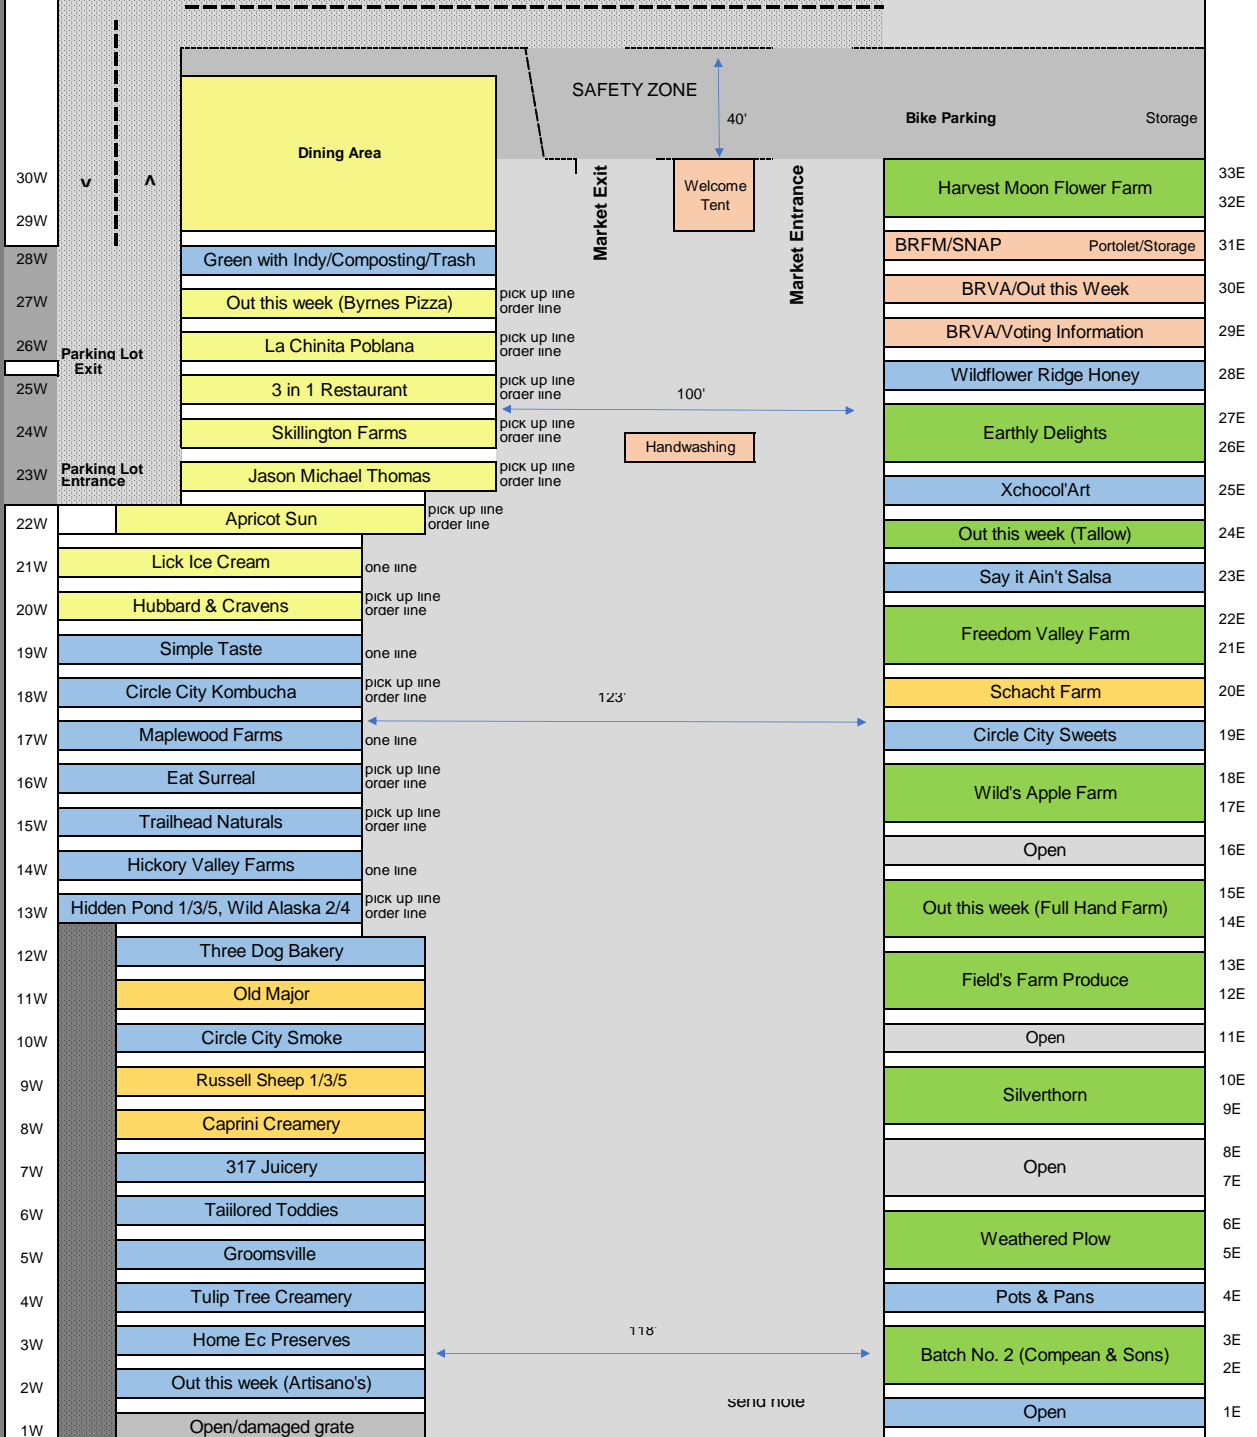 SAFETY ZONE
40'
Bike Parking
Storage
Dining Area
30W
v
^
Market Exit
Welcome
Tent
Market Entrance
Harvest Moon Flower Farm
33E
32E
29W
28W
Green with Indy/Composting/Trash
BRFM/SNAP
Portolet/Storage
31E
27W
Out this week (Byrnes Pizza)
pick up line
order line
BRVA/Out this Week
30E
26W
Parking Lot
Exit
La Chinita Poblana
pick up line
order line
BRVA/Voting Information
29E
25W
3 in 1 Restaurant
pick up line
order line
100'
Wildflower Ridge Honey
28E
24W
Skillington Farms
pick up line
order line
Handwashing
Earthly Delights
27E
26E
23W
Parking Lot
Entrance
Jason Michael Thomas
pick up line
order line
Xchocol'Art
25E
22W
Apricot Sun
pick up line
order line
Out this week (Tallow)
24E
21W
Lick Ice Cream
one line
Say it Ain't Salsa
23E
20W
Hubbard & Cravens
pick up line
order line
Freedom Valley Farm
22E
21E
19W
Simple Taste
one line
18W
Circle City Kombucha
pick up line
order line
123'
Schacht Farm
20E
17W
Maplewood Farms
one line
Circle City Sweets
19E
16W
Eat Surreal
pick up line
order line
Wild's Apple Farm
18E
17E
15W
Trailhead Naturals
pick up line
order line
14W
Hickory Valley Farms
one line
Open
16E
13W
Hidden Pond 1/3/5, Wild Alaska 2/4
pick up line
order line
Out this week (Full Hand Farm)
15E
14E
12W
Three Dog Bakery
Field's Farm Produce
13E
12E
11W
Old Major
10W
Circle City Smoke
Open
11E
9W
Russell Sheep 1/3/5
Silverthorn
10E
9E
8W
Caprini Creamery
7W
317 Juicery
Open
8E
7E
6W
Taiilored Toddies
Weathered Plow
6E
5E
5W
Groomsville
4W
Tulip Tree Creamery
Pots & Pans
4E
3W
Home Ec Preserves
118'
Batch No. 2 (Compean & Sons)
3E
2E
2W
Out this week (Artisano's)
send note
Open
1E
1W
Open/damaged grate